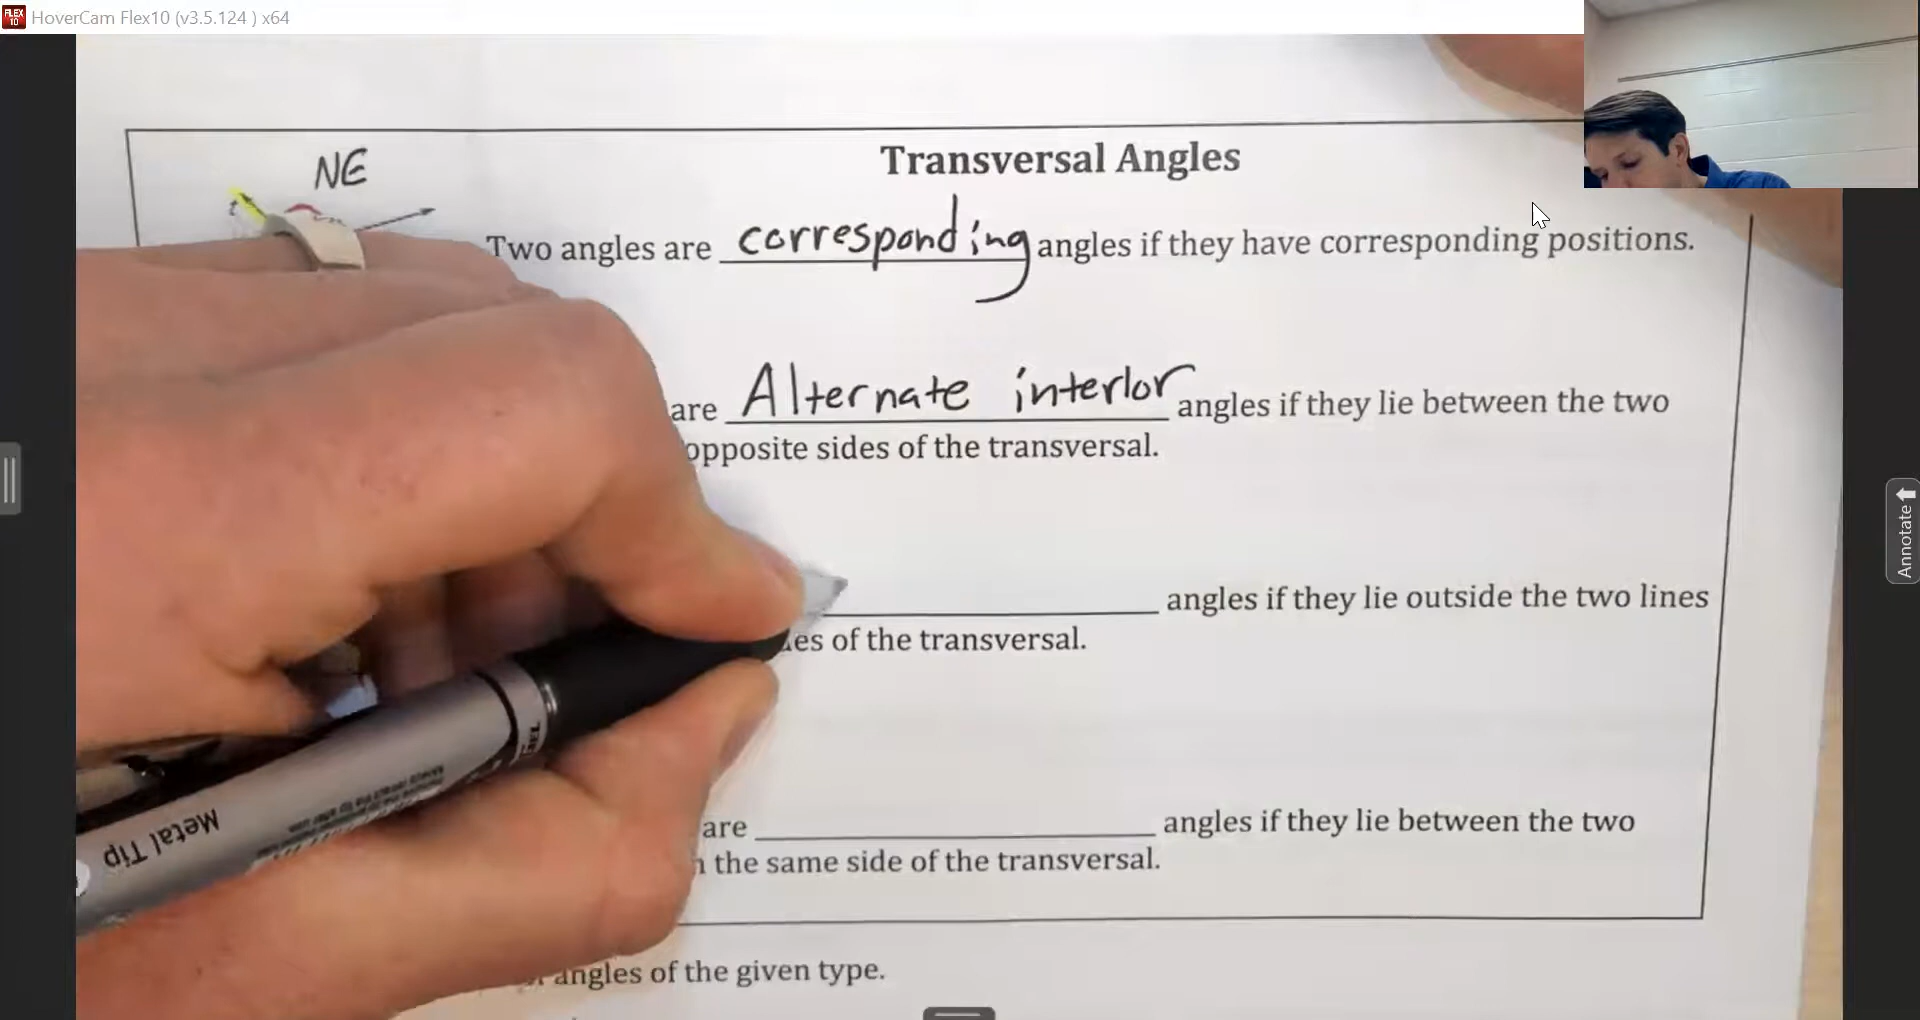 HoverCam Flex10 (v3.5.124 ) x64
NE
Transversal Angles
t
Two angles are corresponding angles if they have corresponding positions.
are Alternate interior angles if they lie between the two
opposite sides of the transversal.
angles if they lie outside the two lines
of the transversal.
are ____ angles if they lie between the two
the same side of the transversal.
angles of the given type.
Metal Tip
Annotate